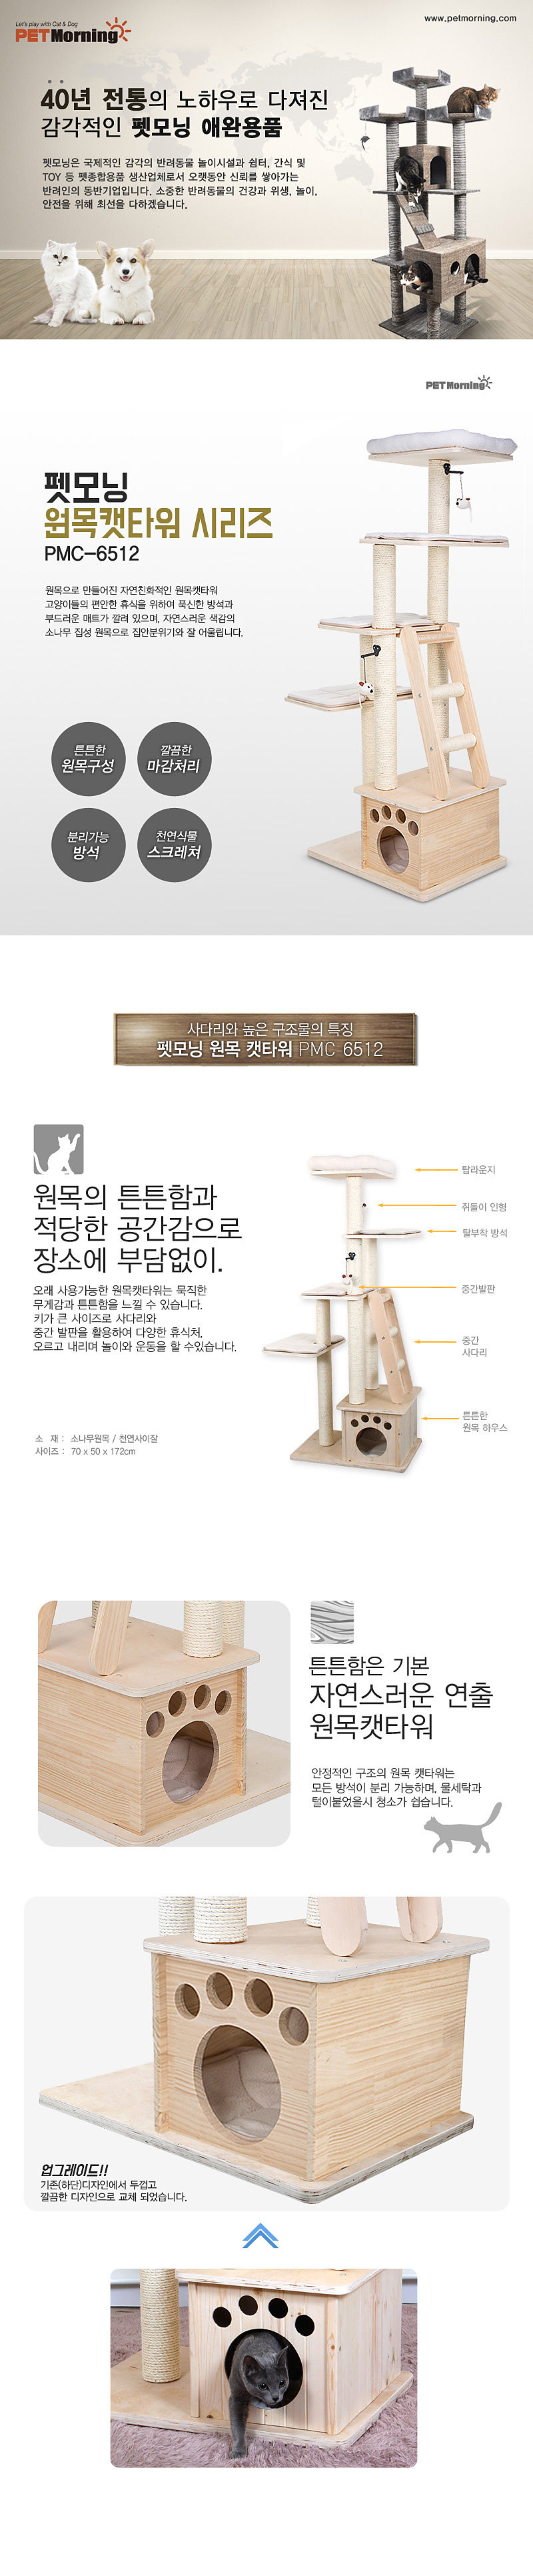 Let's play with Cat & Dog
PETMorning
www.petmorning.com
40년 전통의 노하우로 다져진
감각적인 펫모닝 애완용품
펫모닝은 국제적인 감각의 반려동물 놀이시설과 쉼터, 간식 및
TOY 등 펫종합용품 생산업체로서 오랫동안 신뢰를 쌓아가는
반려인의 동반기업입니다. 소중한 반려동물의 건강과 위생, 놀이,
안전을 위해 최선을 다하겠습니다.
PETMorning
펫모닝
원목캣타워 시리즈
PMC-6512
원목으로 만들어진 자연친화적인 원목캣타워
고양이들의 편안한 휴식을 위하여 푹신한 방석과
부드러운 매트가 깔려 있으며, 자연스러운 색감의
소나무 집성 원목으로 집안분위기와 잘 어울립니다.
튼튼한
원목구성
깔끔한
마감처리
분리가능
방석
천연식물
스크래쳐
사다리와 높은 구조물의 특징
펫모닝 원목 캣타워 PMC-6512
원목의 튼튼함과
적당한 공간감으로
장소에 부담없이.
오래 사용가능한 원목캣타워는 묵직한
무게감과 튼튼함을 느낄 수 있습니다.
키가 큰 사이즈로 사다리와
중간 발판을 활용하여 다양한 휴식처,
오르고 내리며 놀이와 운동을 할 수있습니다.
소 재 : 소나무원목 / 천연사이잘
사이즈 : 70 x 50 x 172cm
탑라운지
쥐돌이 인형
탈부착 방석
중간발판
중간
사다리
튼튼한
원목 하우스
튼튼함은 기본
자연스러운 연출
원목캣타워
안정적인 구조의 원목 캣타워는
모든 방석이 분리 가능하며, 물세탁과
털이붙었을시 청소가 쉽습니다.
업그레이드!!
기존(하단)디자인에서 두껍고
깔끔한 디자인으로 교체 되었습니다.